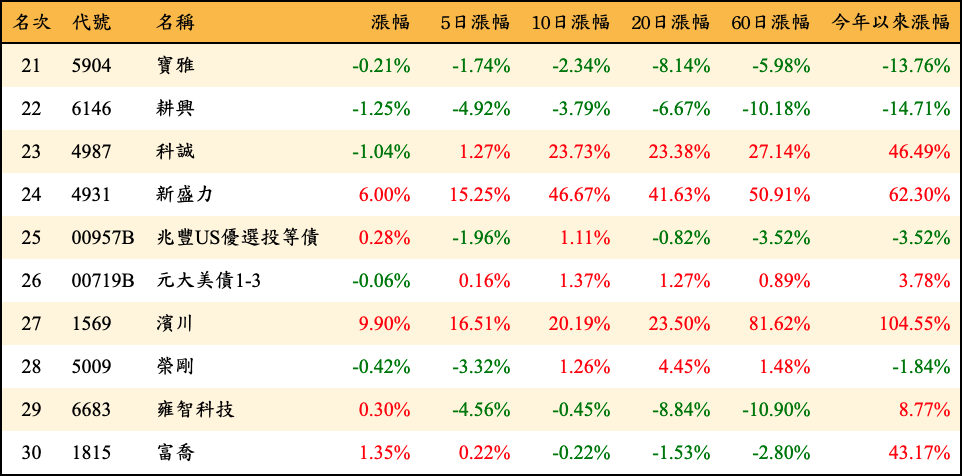 名次 代號 名稱 漲幅 5日漲幅 10日漲幅 20日漲幅 60日漲幅 今年以來漲幅
21 5904 寶雅 -0.21% -1.74% -2.34% -8.14% -5.98% -13.76%
22 6146 耕興 -1.25% -4.92% -3.79% -6.67% -10.18% -14.71%
23 4987 科誠 -1.04% 1.27% 23.73% 23.38% 27.14% 46.49%
24 4931 新盛力 6.00% 15.25% 46.67% 41.63% 50.91% 62.30%
25 00957B 兆豐US優選投等債 0.28% -1.96% 1.11% -0.82% -3.52% -3.52%
26 00719B 元大美債1-3 -0.06% 0.16% 1.37% 1.27% 0.89% 3.78%
27 1569 濱川 9.90% 16.51% 20.19% 23.50% 81.62% 104.55%
28 5009 榮剛 -0.42% -3.32% 1.26% 4.45% 1.48% -1.84%
29 6683 雍智科技 0.30% -4.56% -0.45% -8.84% -10.90% 8.77%
30 1815 富喬 1.35% 0.22% -0.22% -1.53% -2.80% 43.17%